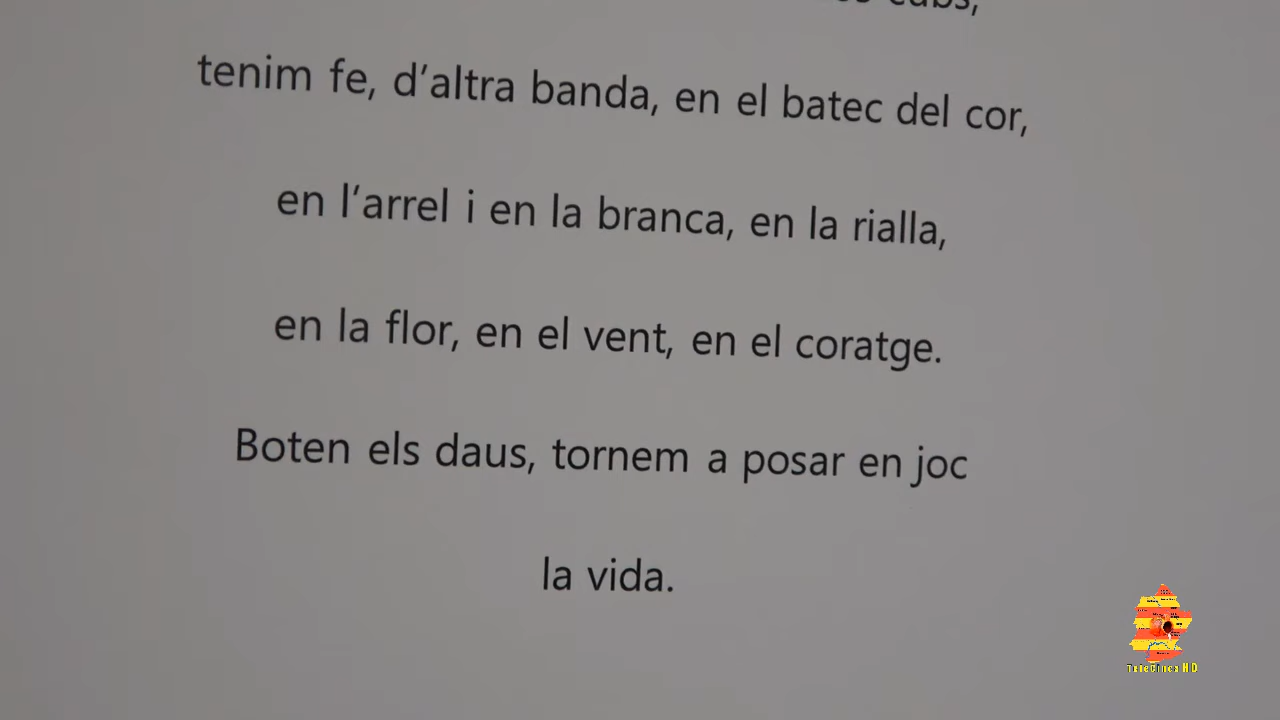 tenim fe, d'altra banda, en el batec del cor,
en l'arrel i en la branca, en la rialla,
en la flor, en el vent, en el coratge.
Boten els daus, tornem a posar en joc
la vida.